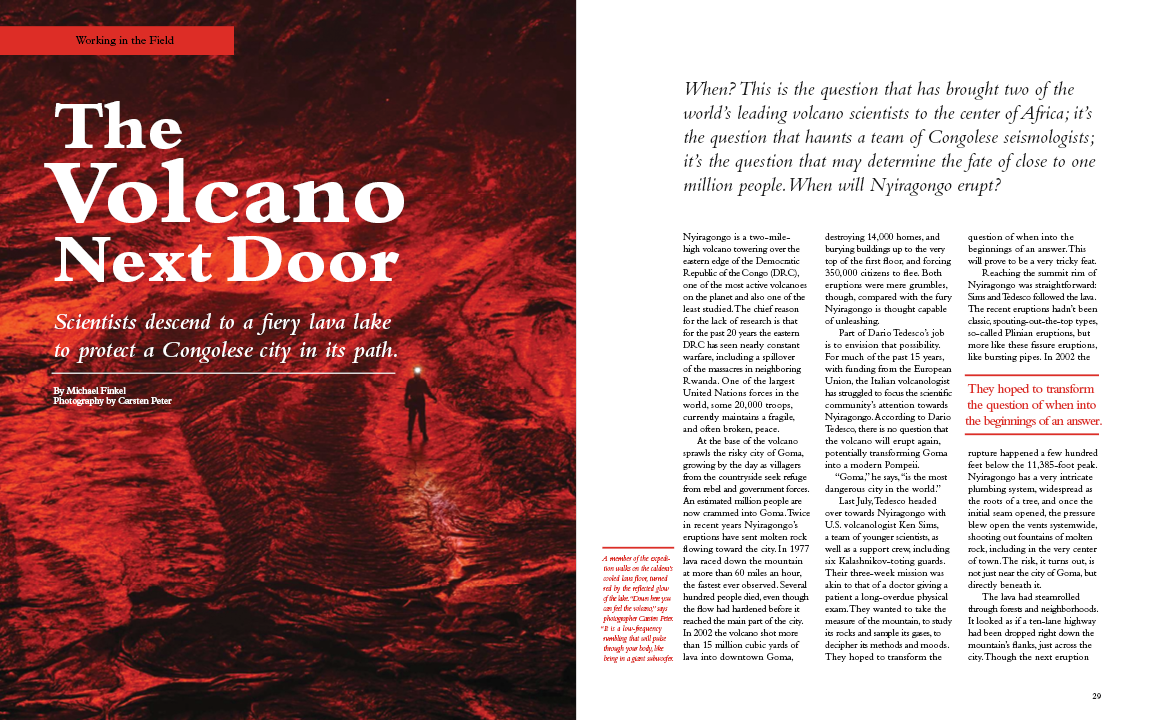 Working in the Field
The
Volcano
Next Door
Scientists descend to a fiery lava lake
to protect a Congolese city in its path.
By Michael Finkel
Photography by Carsten Peter
When? This is the question that has brought two of the
world's leading volcano scientists to the center of Africa; it's
the question that haunts a team of Congolese seismologists;
it's the question that may determine the fate of close to one
million people. When will Nyiragongo erupt?
A member of the expedi-
tion walks on the caldera's
cooled lava floor, turned
red by the reflected glow
of the lake. "Down here you
can feel the volcano," says
photographer Carsten Peter.
"It is a low-frequency
rumbling that will pulse
through your body, like
being in a giant subwoofer.
Nyiragongo is a two-mile-
high volcano towering over the
eastern edge of the Democratic
Republic of the Congo (DRC),
one of the most active volcanoes
on the planet and also one of the
least studied. The chief reason
for the lack of research is that
for the past 20 years the eastern
DRC has seen nearly constant
warfare, including a spillover
of the massacres in neighboring
Rwanda. One of the largest
United Nations forces in the
world, some 20,000 troops,
currently maintains a fragile,
and often broken, peace.
At the base of the volcano
sprawls the risky city of Goma,
growing by the day as villagers
from the countryside seek refuge
from rebel and government forces.
An estimated million people are
now crammed into Goma. Twice
in recent years Nyiragongo's
eruptions have sent molten rock
flowing toward the city. In 1977
lava raced down the mountain
at more than 60 miles an hour,
the fastest ever observed. Several
hundred people died, even though
the flow had hardened before it
reached the main part of the city.
In 2002 the volcano shot more
than 15 million cubic yards of
lava into downtown Goma,
destroying 14,000 homes, and
burying buildings up to the very
top of the first floor, and forcing
350,000 citizens to flee. Both
eruptions were mere grumbles,
though, compared with the fury
Nyiragongo is thought capable
of unleashing.
Part of Dario Tedesco's job
is to envision that possibility.
For much of the past 15 years,
with funding from the European
Union, the Italian volcanologist
has struggled to focus the scientific
community's attention towards
Nyiragongo. According to Dario
Tedesco, there is no question that
the volcano will erupt again,
potentially transforming Goma
into a modern Pompeii.
"Goma," he says, "is the most
dangerous city in the world."
Last July, Tedesco headed
over towards Nyiragongo with
U.S. volcanologist Ken Sims,
a team of younger scientists, as
well as a support crew, including
six Kalashnikov-toting guards.
Their three-week mission was
akin to that of a doctor giving a
patient a long-overdue physical
exam. They wanted to take the
measure of the mountain, to study
its rocks and sample its gases, to
decipher its methods and moods.
They hoped to transform the
question of when into the
beginnings of an answer. This
will prove to be a very tricky feat.
Reaching the summit rim of
Nyiragongo was straightforward:
Sims and Tedesco followed the lava.
The recent eruptions hadn't been
classic, spouting-out-the-top types,
so-called Plinian eruptions, but
more like these fissure eruptions,
like bursting pipes. In 2002 the
They hoped to transform
the question of when into
the beginnings of an answer.
rupture happened a few hundred
feet below the 11,385-foot peak.
Nyiragongo has a very intricate
plumbing system, widespread as
the roots of a tree, and once the
initial seam opened, the pressure
blew open the vents systemwide,
shooting out fountains of molten
rock, including in the very center
of town. The risk, it turns out, is
not just near the city of Goma, but
directly beneath it.
The lava had steamrolled
through forests and neighborhoods.
It looked as if a ten-lane highway
had been dropped right down the
mountain's flanks, just across the
city. Though the next eruption
29